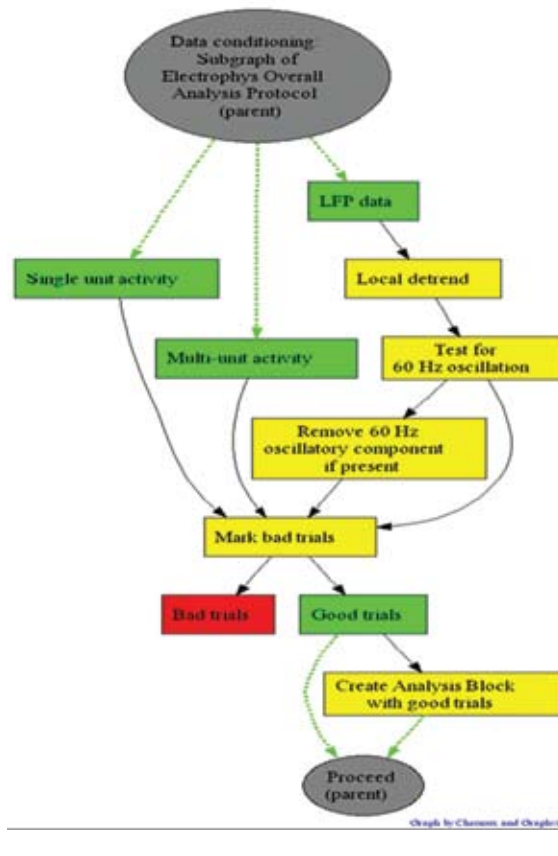 Data conditioning:
Subgraph of
Electrophys Overall
Analysis Protocol
(parent)
LFP data
Single unit activity
Local detrend
Multi-unit activity
Test for
60 Hz oscillation
Remove 60 Hz
oscillatory component
if present
Mark bad trials
Bad trials
Good trials
Create Analysis Block
with good trials
Proceed
(parent)
Graph by Chronux and